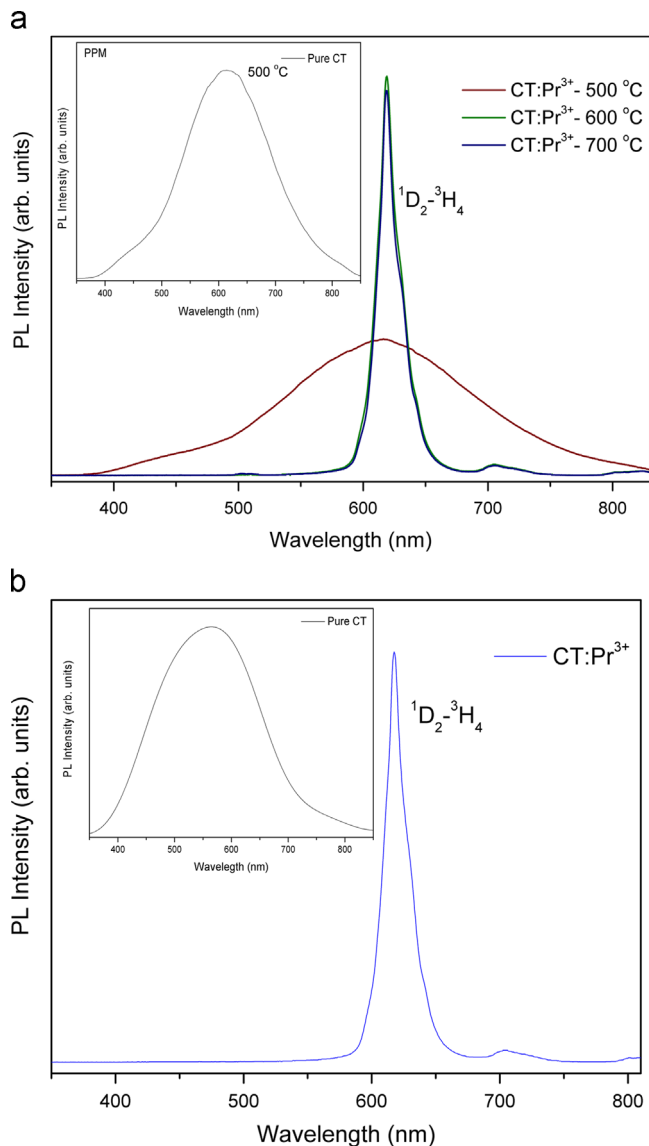 a
PPM
Pure CT
500 °C
PL Intensity (arb. units)
400 500 600 700 800
Wavelength (nm)
CT:Pr³⁺- 500 °C
CT:Pr³⁺- 600 °C
CT:Pr³⁺- 700 °C
¹D₂-³H₄
PL Intensity (arb. units)
400 500 600 700 800
Wavelength (nm)
b
Pure CT
PL Intensity (arb. units)
400 500 600 700 800
Wavelegth (nm)
CT:Pr³⁺
¹D₂-³H₄
PL Intensity (arb. units)
400 500 600 700 800
Wavelength (nm)